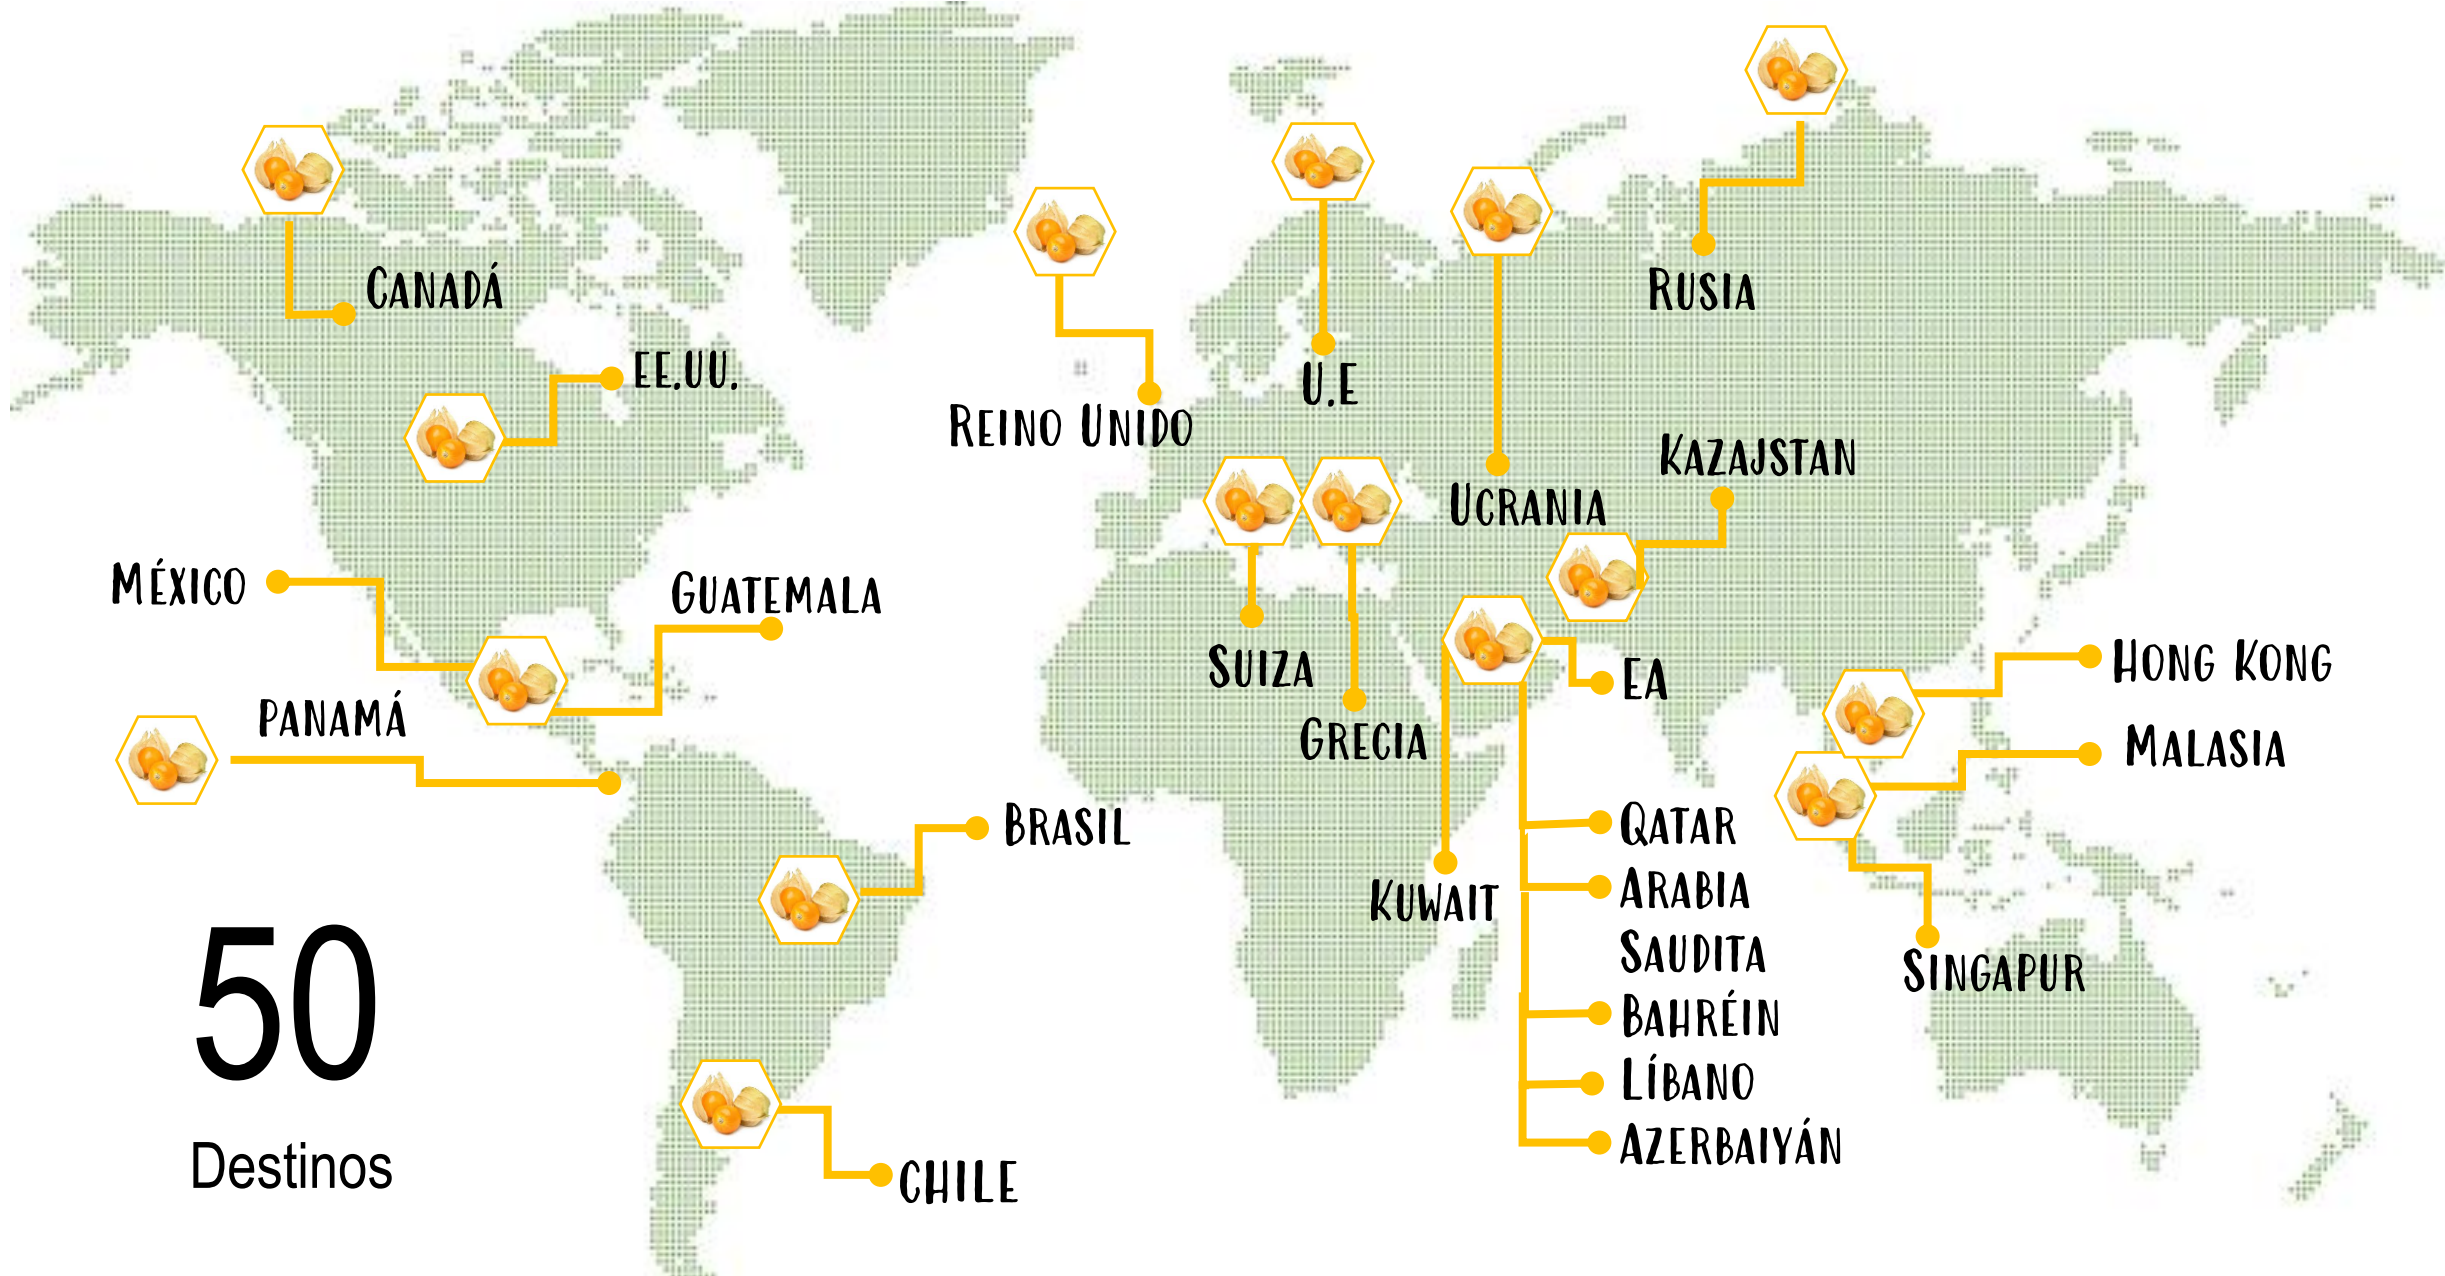 Canadá
EE.UU.
Reino Unido
U.E
Rusia
Ucrania
Kazajstan
México
Guatemala
Panamá
Suiza
Grecia
EA
Hong Kong
Malasia
Brasil
Kuwait
Qatar
Arabia
Saudita
Bahréin
Líbano
Azerbaiyán
Singapur
Chile
50
Destinos